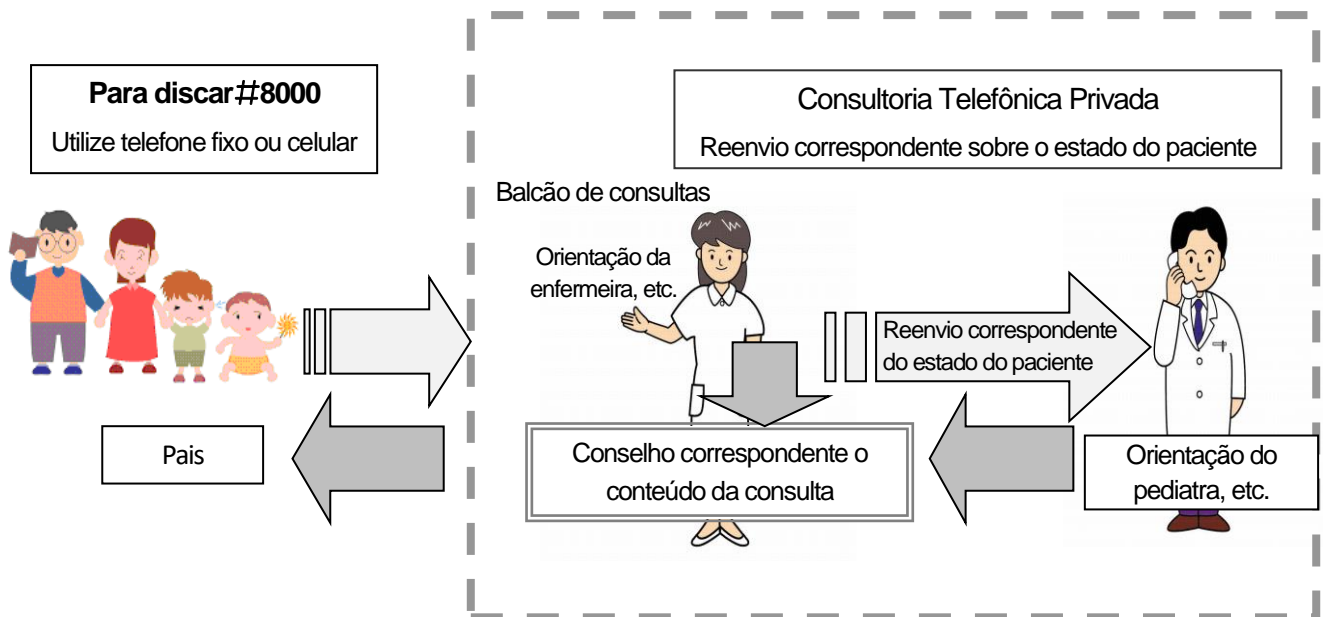 Para discar#8000
Utilize telefone fixo ou celular
Consultoria Telefônica Privada
Reenvio correspondente sobre o estado do paciente
Balcão de consultas
Orientação da
enfermeira, etc.
Reenvio correspondente
do estado do paciente
Pais
Conselho correspondente o
conteúdo da consulta
Orientação do
pediatra, etc.